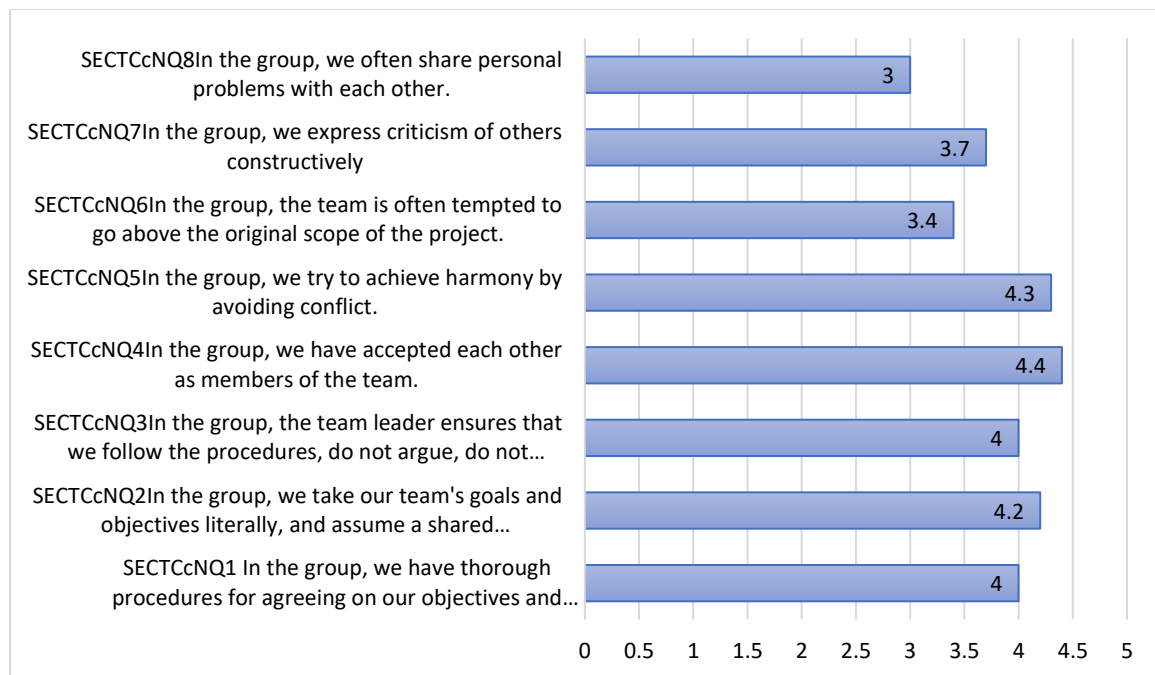 SECTCcNQ8In the group, we often share personal
problems with each other.
3
SECTCcNQ7In the group, we express criticism of others
constructively
3.7
SECTCcNQ6In the group, the team is often tempted to
go above the original scope of the project.
3.4
SECTCcNQ5In the group, we try to achieve harmony by
avoiding conflict.
4.3
SECTCcNQ4In the group, we have accepted each other
as members of the team.
4.4
SECTCcNQ3In the group, the team leader ensures that
we follow the procedures, do not argue, do not…
4
SECTCcNQ2In the group, we take our team's goals and
objectives literally, and assume a shared…
4.2
SECTCcNQ1 In the group, we have thorough
procedures for agreeing on our objectives and…
4
0 0.5 1 1.5 2 2.5 3 3.5 4 4.5 5